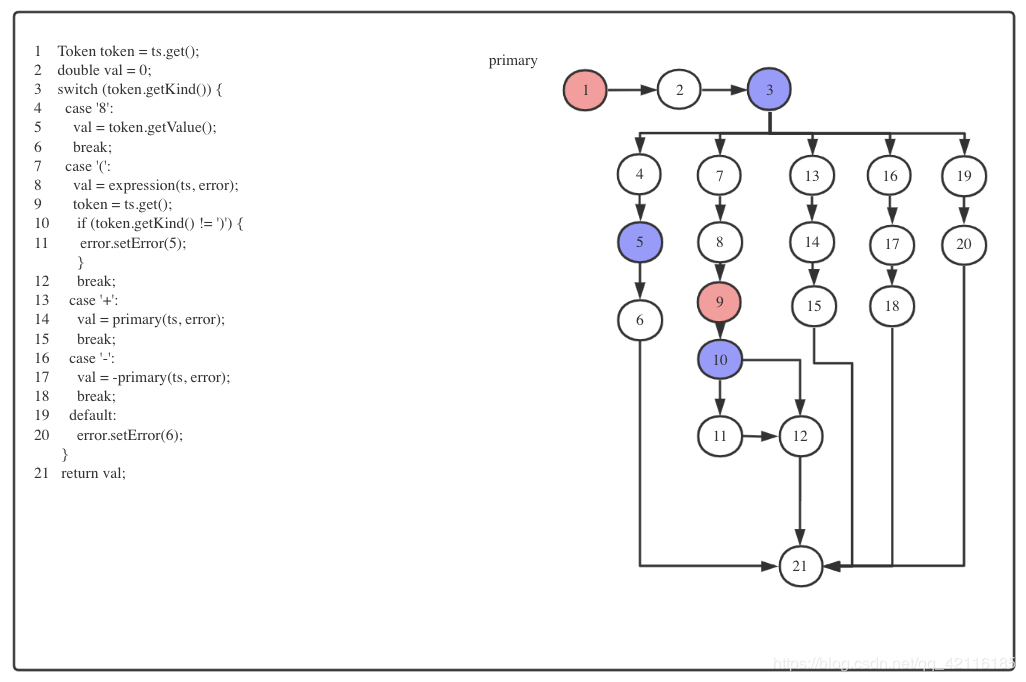 1 Token token = ts.get();
2 double val = 0;
3 switch (token.getKind()) {
4 case '8':
5 val = token.getValue();
6 break;
7 case '(':
8 val = expression(ts, error);
9 token = ts.get();
10 if (token.getKind() != ')') {
11 error.setError(5);
}
12 break;
13 case '+':
14 val = primary(ts, error);
15 break;
16 case '-':
17 val = -primary(ts, error);
18 break;
19 default:
20 error.setError(6);
}
21 return val;
primary
1 2 3
4 7 13 16 19
5 8 14 17 20
6 9 15 18
10
11 12
21
https://blog.csdn.net/qq_42116185